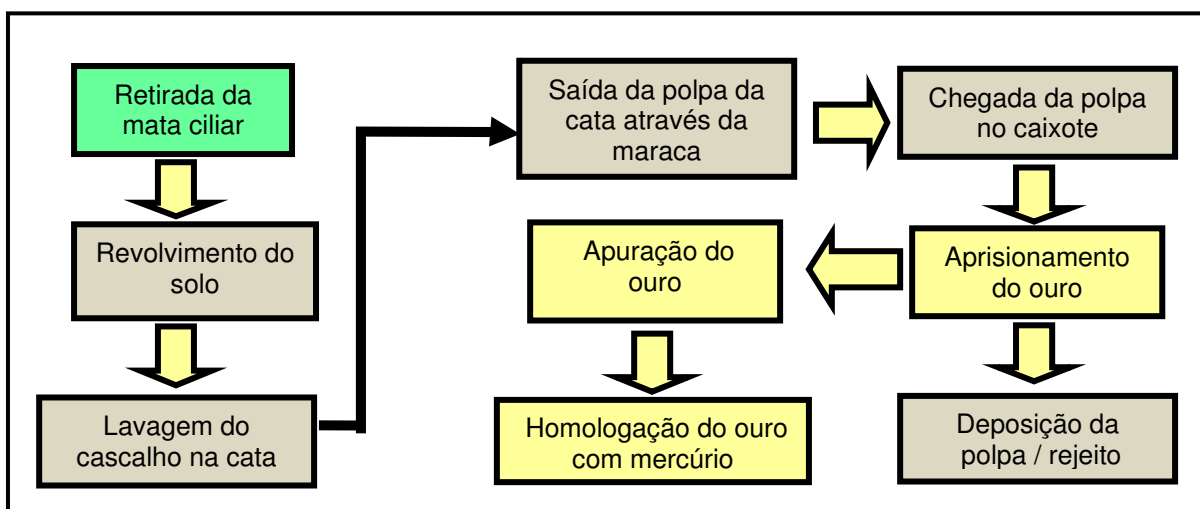 Retirada da
mata ciliar
Revolvimento do
solo
Lavagem do
cascalho na cata
Saída da polpa da
cata através da
maraca
Chegada da polpa
no caixote
Aprisionamento
do ouro
Apuração do
ouro
Homologação do ouro
com mercúrio
Deposição da
polpa / rejeito